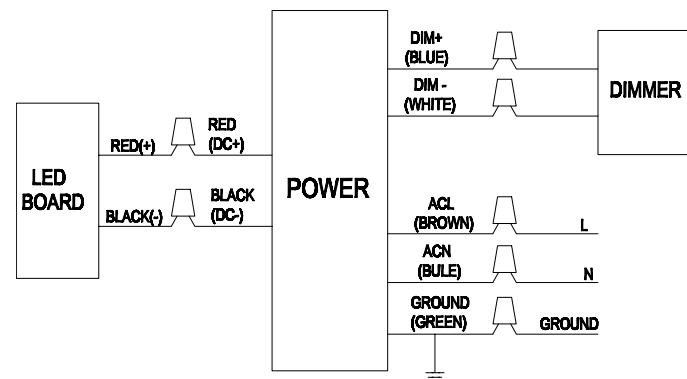 LED
BOARD
RED(+)
BLACK(-)
RED
(DC+)
BLACK
(DC-)
POWER
DIM+
(BLUE)
DIM -
(WHITE)
DIMMER
ACL
(BROWN)
L
ACN
(BULE)
N
GROUND
(GREEN)
GROUND